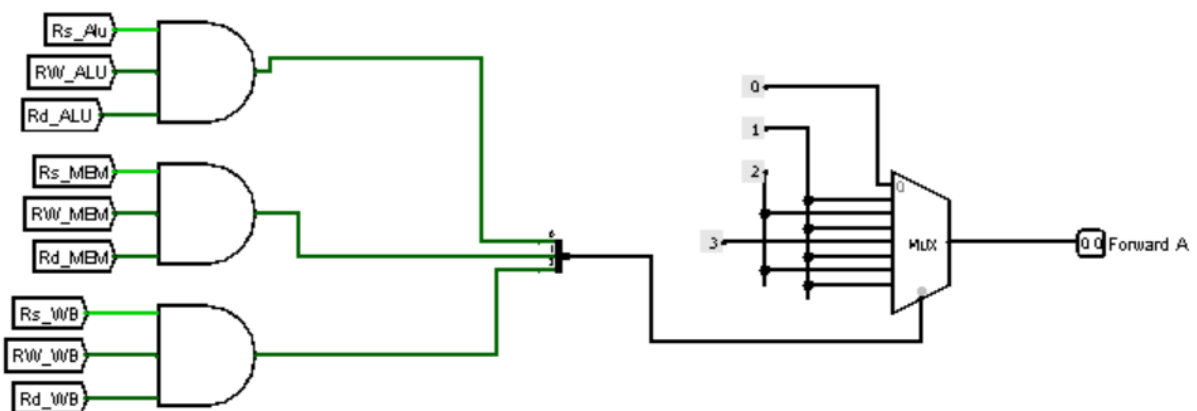 Rs_Alu
RW_ALU
Rd_ALU
Rs_MEM
RW_MEM
Rd_MEM
Rs_WB
RW_WB
Rd_WB
0
1
2
3
0
MUX
0 0 Forward A